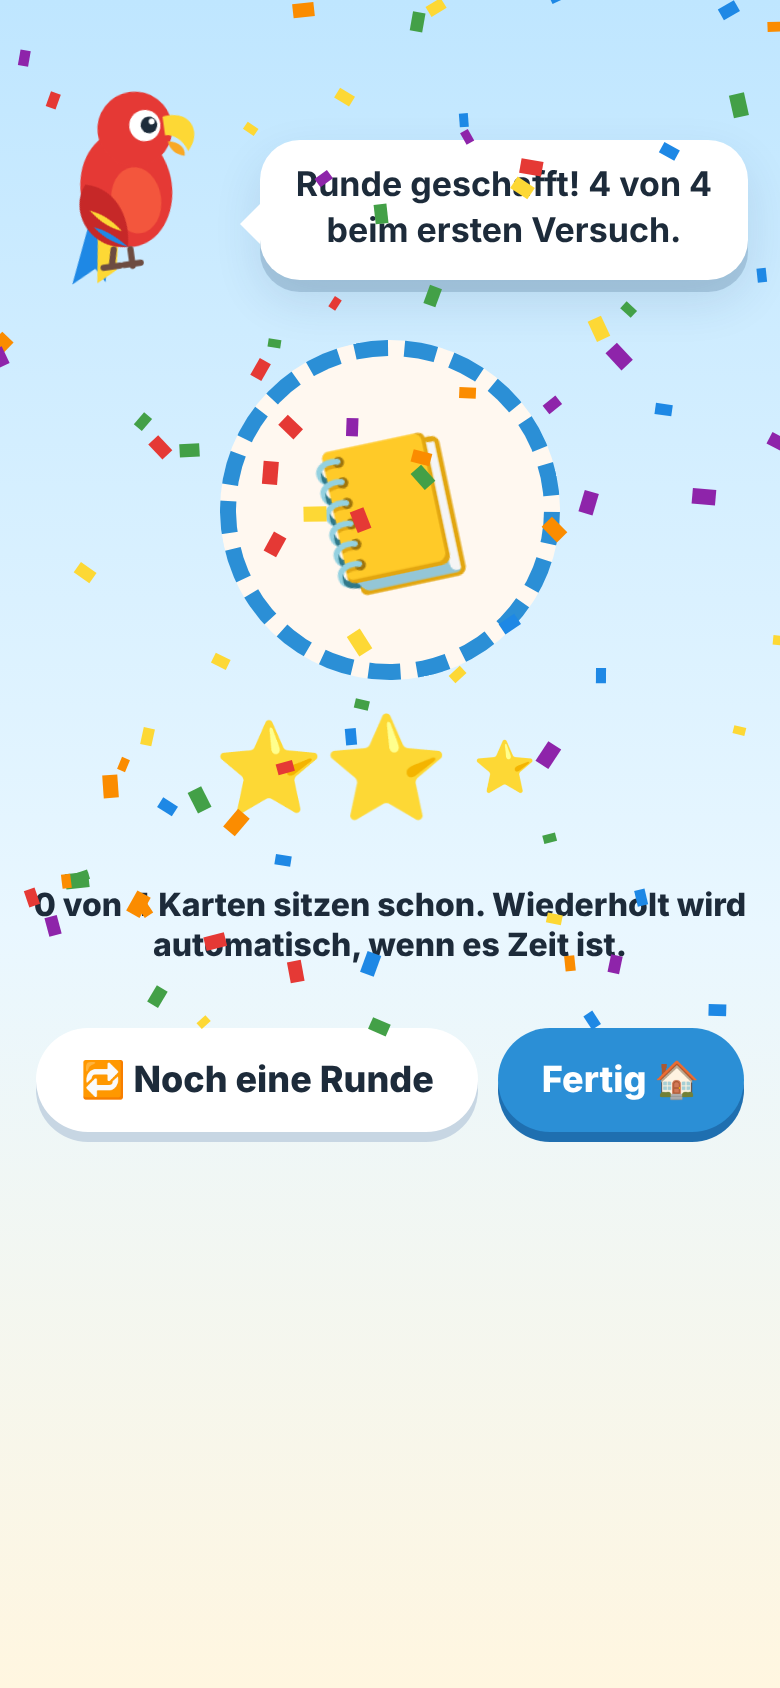 Runde geschafft! 4 von 4
beim ersten Versuch.
0 von Karten sitzen schon. Wiederholt wird
automatisch, wenn es Zeit ist.
🔁 Noch eine Runde
Fertig 🏠